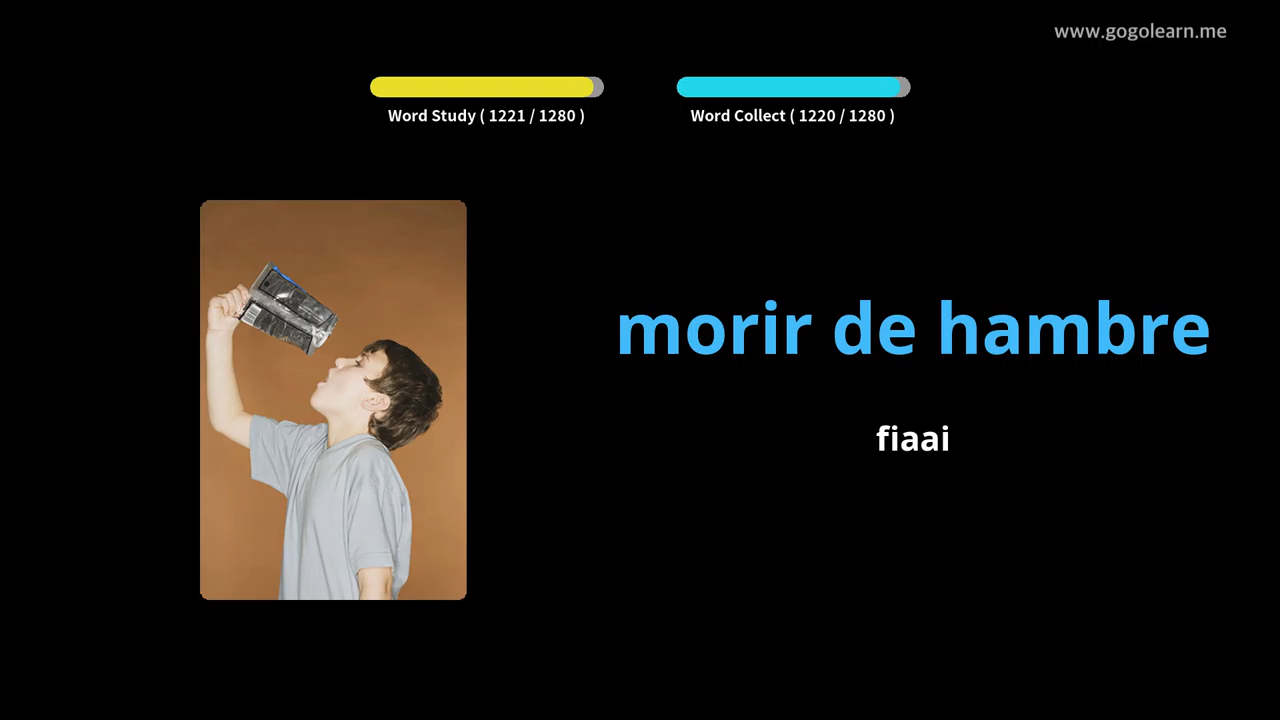 www.gogolearn.me
Word Study ( 1221 / 1280 )
Word Collect ( 1220 / 1280 )
morir de hambre
fiaai